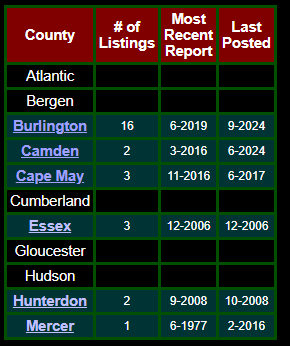 County # of Listings Most Recent Report Last Posted
Atlantic
Bergen
Burlington 16 6-2019 9-2024
Camden 2 3-2016 6-2024
Cape May 3 11-2016 6-2017
Cumberland
Essex 3 12-2006 12-2006
Gloucester
Hudson
Hunterdon 2 9-2008 10-2008
Mercer 1 6-1977 2-2016